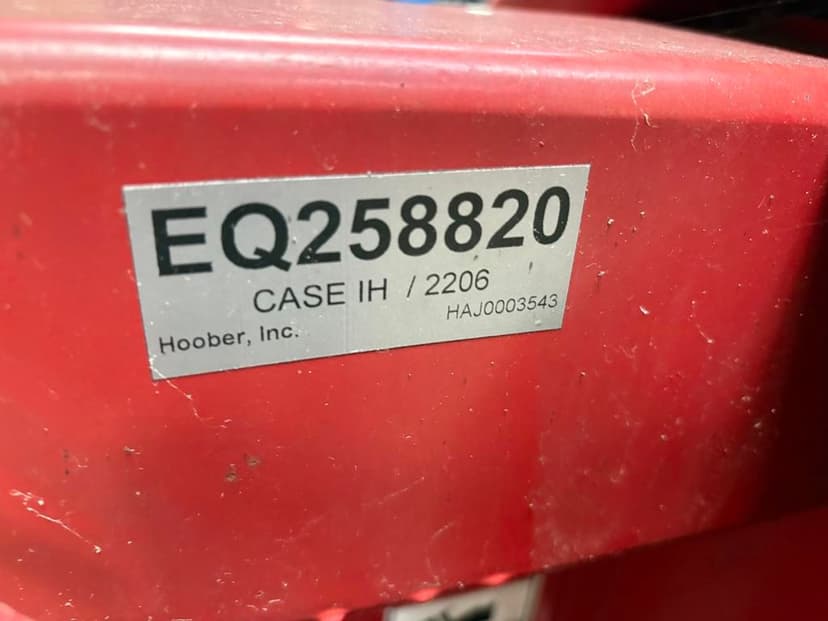 EQ258820
CASE IH / 2206
HAJ0003543
Hoober, Inc.